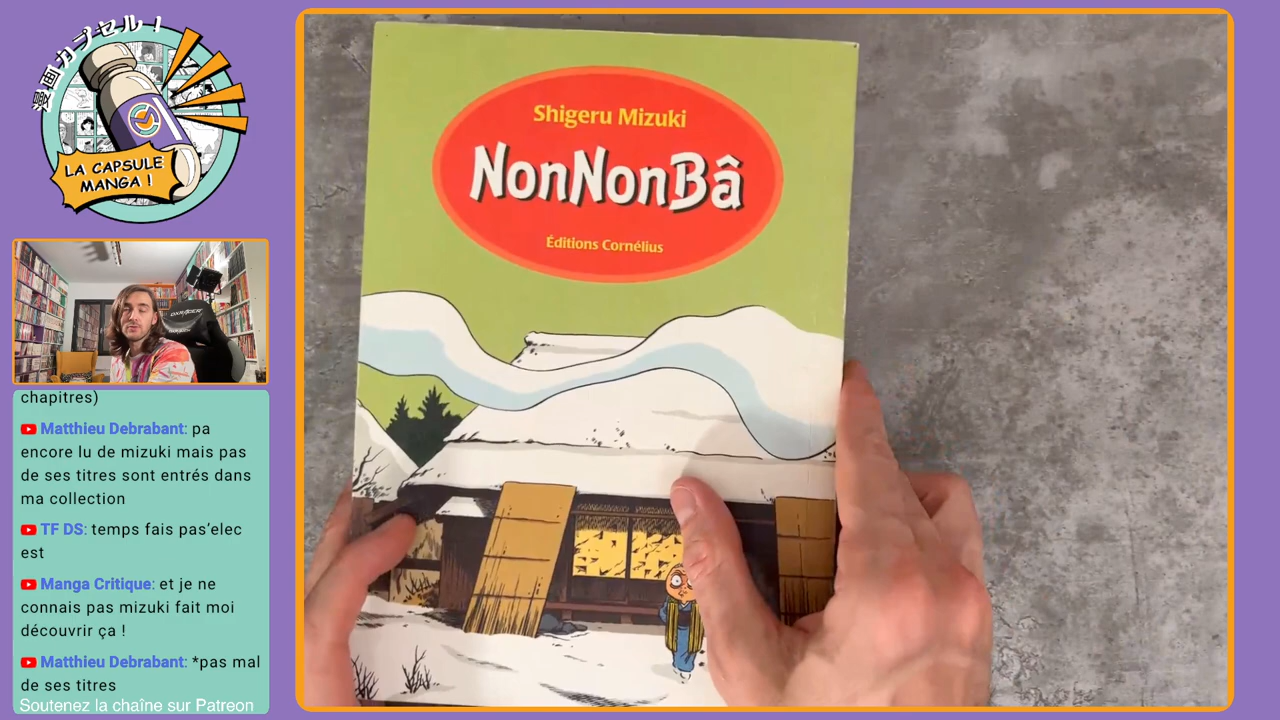 漫画カプセル！
LA CAPSULE
MANGA !
DXRACER
chapitres)
Matthieu Debrabant: pa
encore lu de mizuki mais pas
de ses titres sont entrés dans
ma collection
TF DS: temps fais pas'elec
est
Manga Critique: et je ne
connais pas mizuki fait moi
découvrir ça !
Matthieu Debrabant: *pas mal
de ses titres
Soutenez la chaîne sur Patreon
Shigeru Mizuki
NonNonBâ
Éditions Cornélius